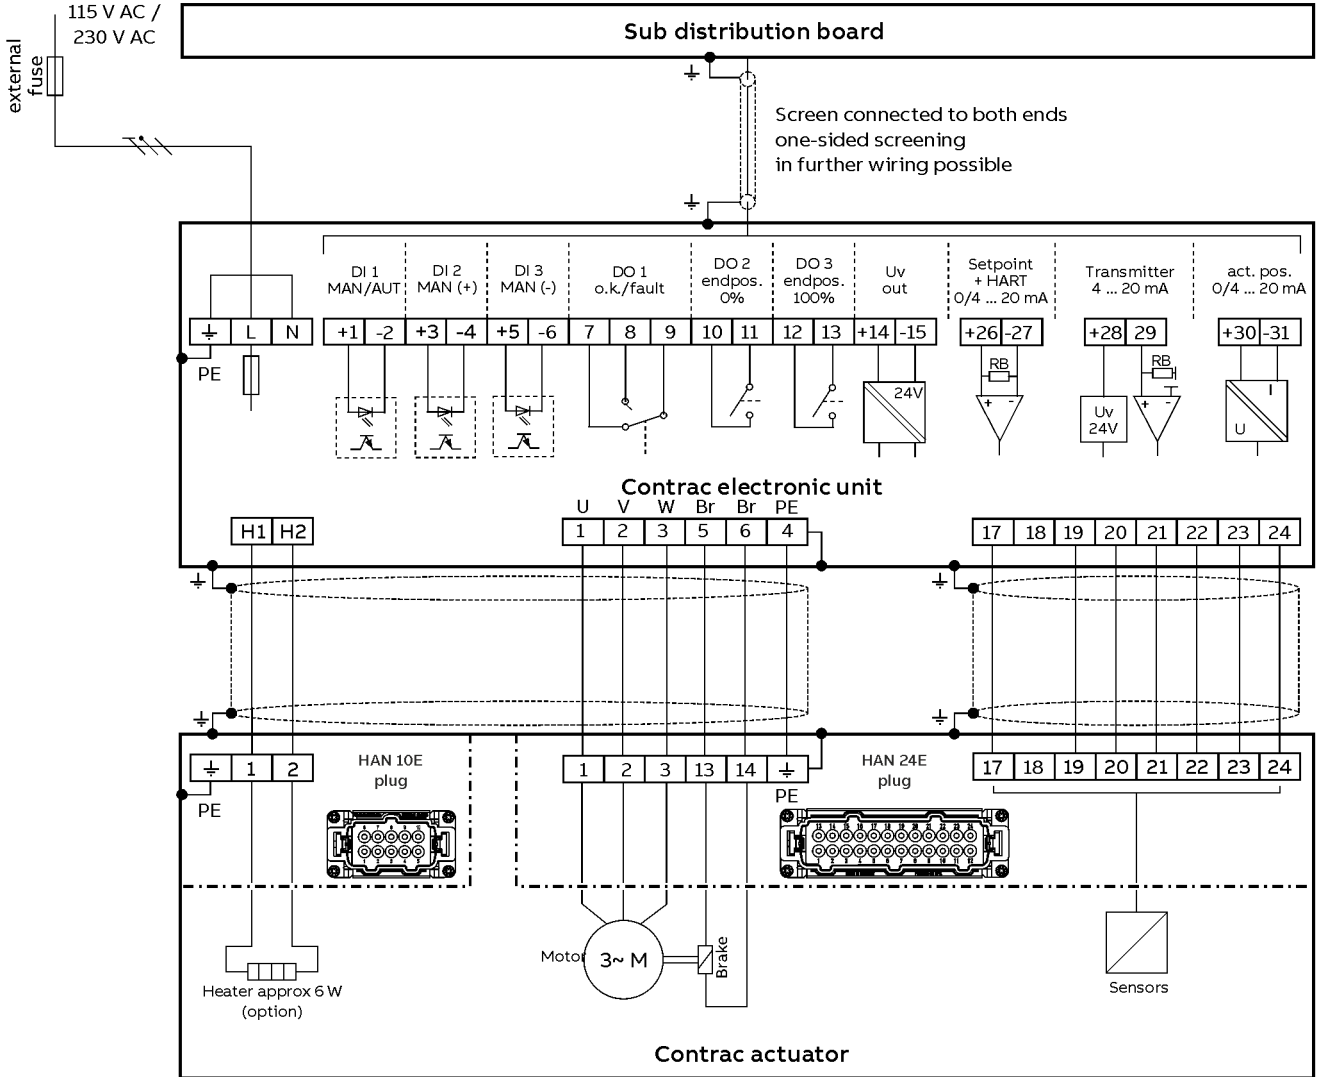 115 V AC /
230 V AC
external
fuse
Sub distribution board
Screen connected to both ends
one-sided screening
in further wiring possible
DI 1
MAN/AUT
DI 2
MAN (+)
DI 3
MAN (-)
DO 1
o.k./fault
DO 2
endpos.
0%
DO 3
endpos.
100%
Uv
out
Setpoint
+ HART
0/4 ... 20 mA
Transmitter
4 ... 20 mA
act. pos.
0/4 ... 20 mA
L N +1 -2 +3 -4 +5 -6 7 8 9 10 11 12 13 +14 -15 +26 -27 +28 29 +30 -31
PE
RB
RB
24V
+ -
Uv
24V
+ -
I
U
Contrac electronic unit
U V W Br Br PE
H1 H2 1 2 3 5 6 4 17 18 19 20 21 22 23 24
1 2
HAN 10E
plug
1 2 3 13 14
HAN 24E
plug
17 18 19 20 21 22 23 24
PE
PE
Motor
3~ M
Brake
Heater approx 6 W
(option)
Sensors
Contrac actuator